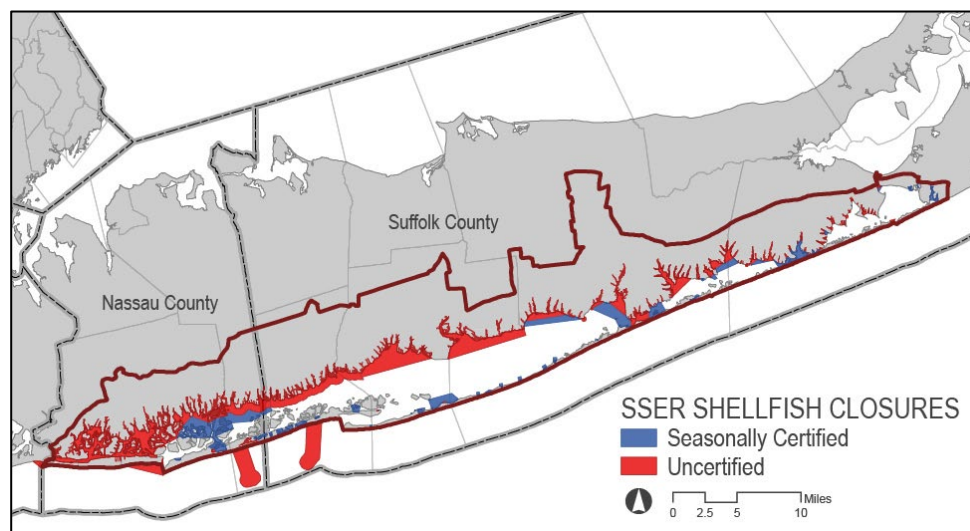 Suffolk County
Nassau County
SSER SHELLFISH CLOSURES
Seasonally Certified
Uncertified
0 2.5 5 10 Miles